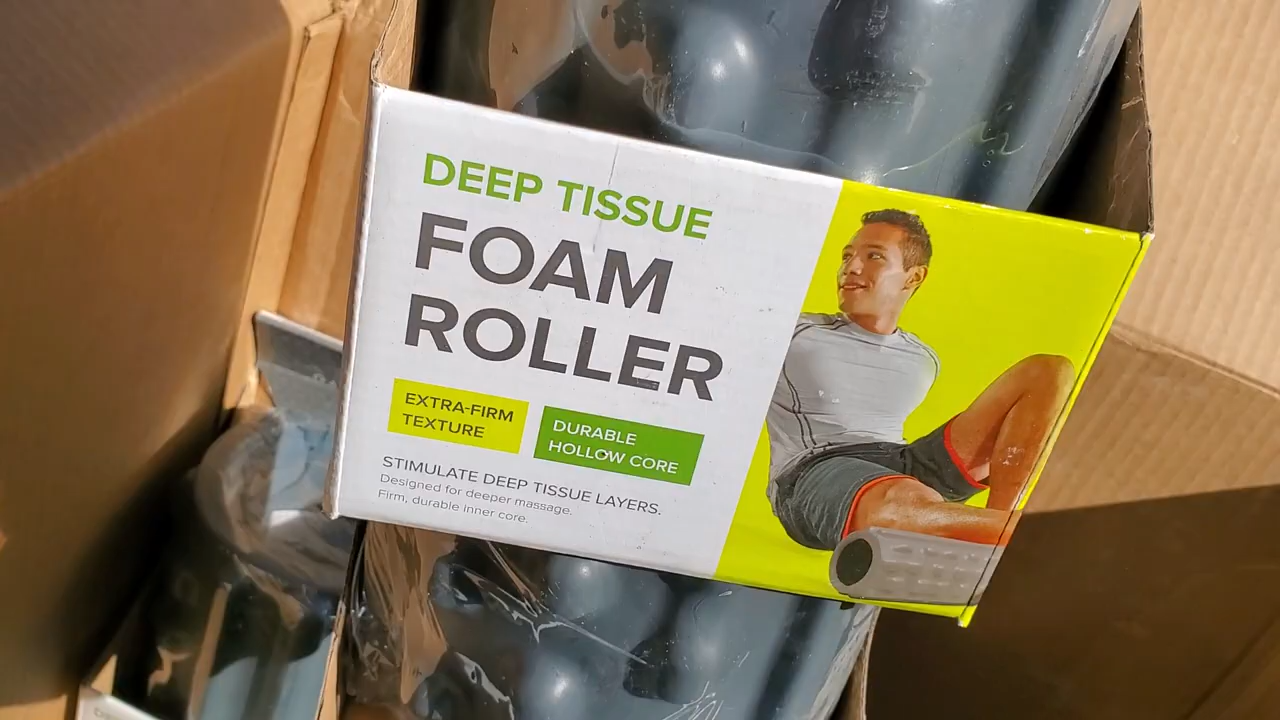 DEEP TISSUE
FOAM
ROLLER
EXTRA-FIRM
TEXTURE
DURABLE
HOLLOW CORE
STIMULATE DEEP TISSUE LAYERS.
Designed for deeper massage.
Firm, durable inner core.